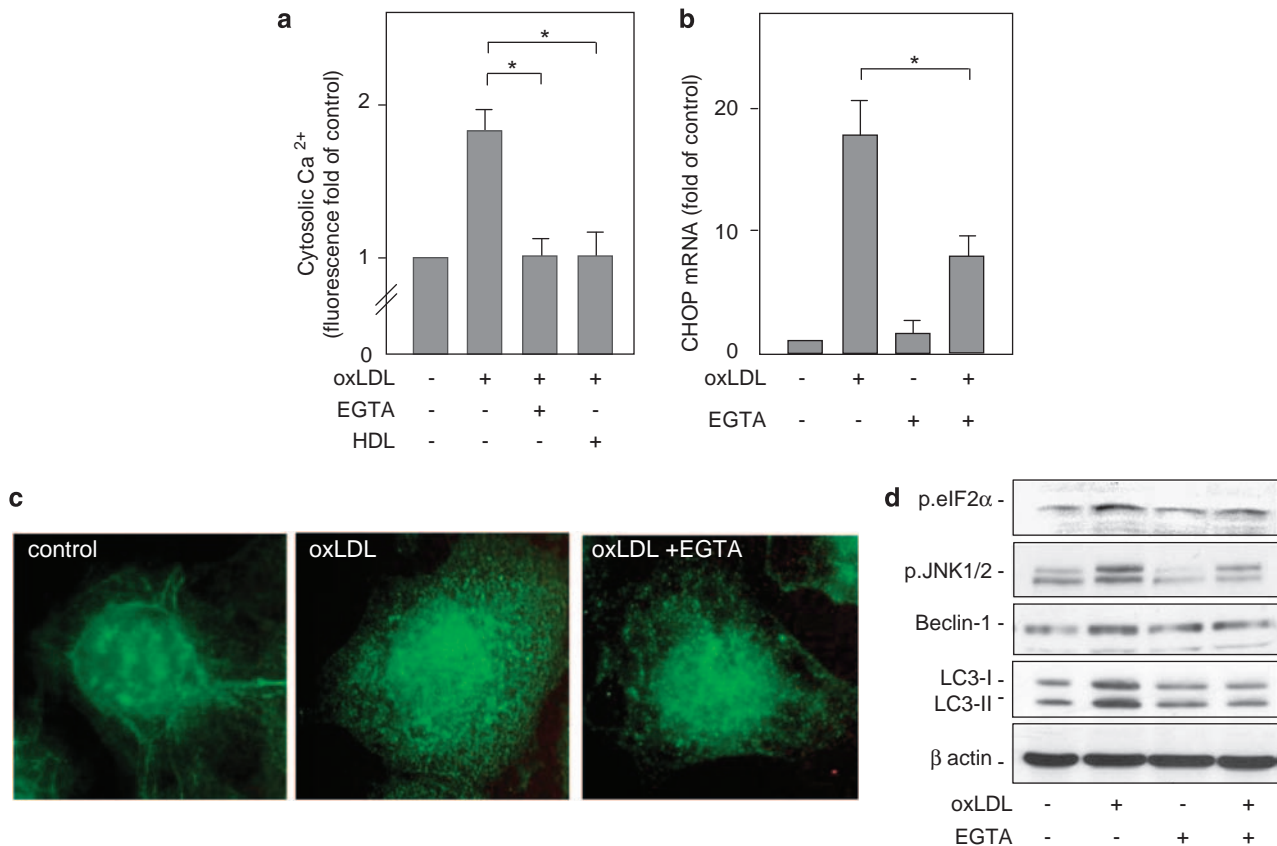 a
Cytosolic Ca 2+
(fluorescence fold of control)
2
1
0
*
*
oxLDL - + + +
EGTA - - + -
HDL - - - +
b
CHOP mRNA (fold of control)
20
10
0
*
oxLDL - + - +
EGTA - - + +
c
control
oxLDL
oxLDL +EGTA
d
p.eIF2α -
p.JNK1/2
Beclin-1 -
LC3-I -
LC3-II -
β actin -
oxLDL - + - +
EGTA - - + +